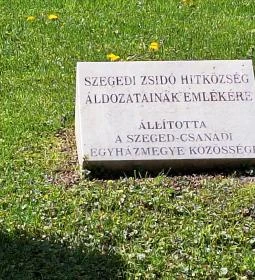 SZEGEDI ZSIDÓ HITKÖZSÉG
ÁLDOZATAINAK EMLÉKÉRE
ÁLLÍTOTTA
A SZEGED-CSANÁDI
EGYHÁZMEGYE KÖZÖSSÉGE